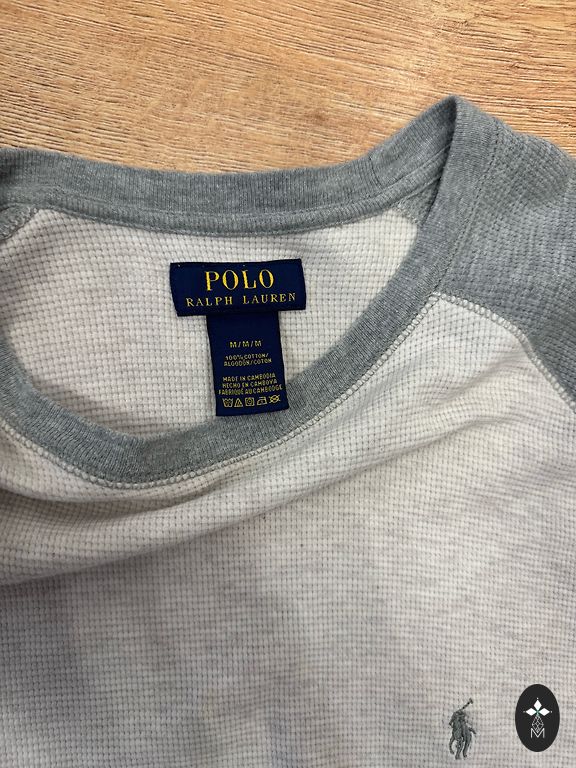 POLO
RALPH LAUREN
M/M/M
100% COTTON/
ALGODÓN/COTON
MADE IN CAMBODIA
HECHO EN CAMBOYA
FABRIQUÉ AU CAMBODGE
M